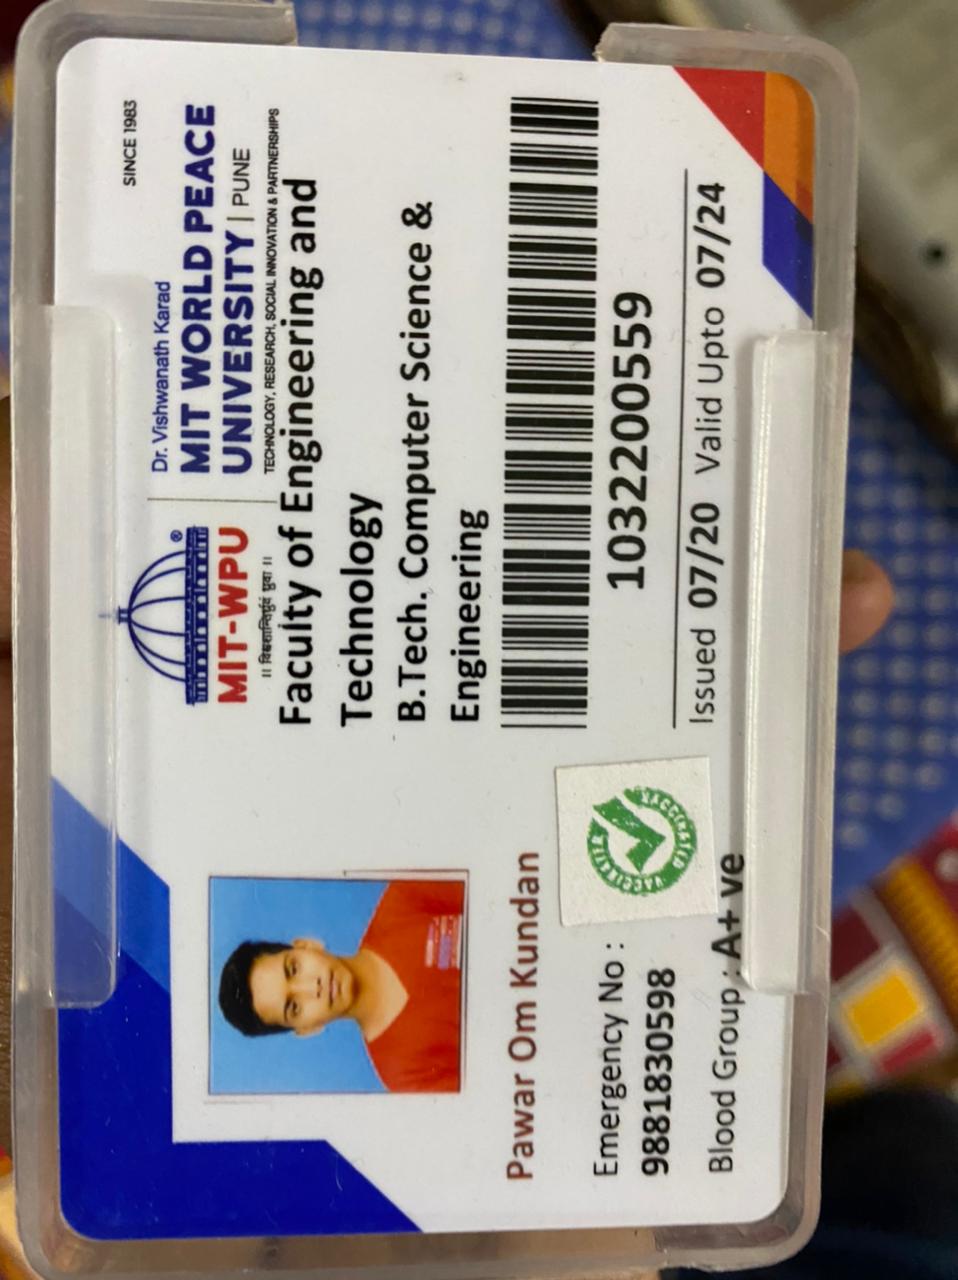 SINCE 1983
Dr. Vishwanath Karad
MIT WORLD PEACE
UNIVERSITY | PUNE
TECHNOLOGY, RESEARCH, SOCIAL INNOVATION & PARTNERSHIPS
®
MIT-WPU
Faculty of Engineering and
Technology
B.Tech. Computer Science &
Engineering
1032200559
Issued 07/20 Valid Upto 07/24
Pawar Om Kundan
Emergency No :
9881830598
Blood Group : A+ ve
VACCINATED
VACCINATED